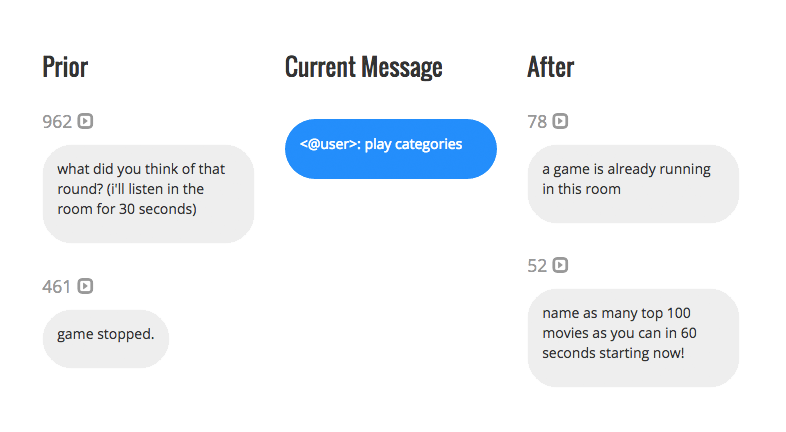 Prior
962
what did you think of that
round? (i'll listen in the
room for 30 seconds)
461
game stopped.
Current Message
<@user>: play categories
After
78
a game is already running
in this room
52
name as many top 100
movies as you can in 60
seconds starting now!